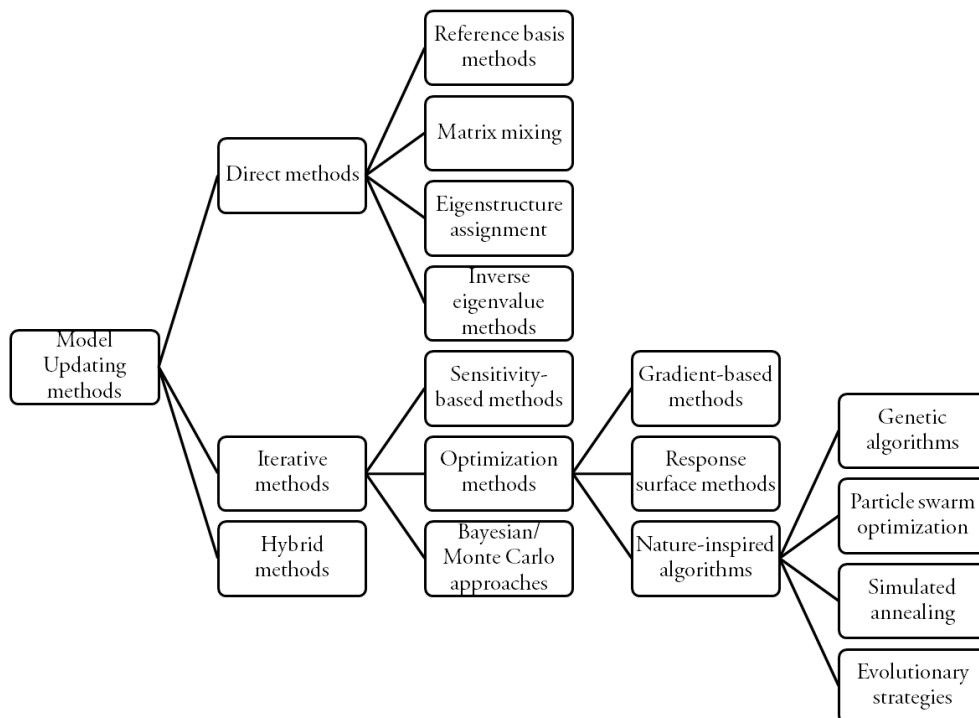 Model
Updating
methods
Direct methods
Reference basis
methods
Matrix mixing
Eigenstructure
assignment
Inverse
eigenvalue
methods
Iterative
methods
Sensitivity-
based methods
Optimization
methods
Gradient-based
methods
Response
surface methods
Nature-inspired
algorithms
Genetic
algorithms
Particle swarm
optimization
Simulated
annealing
Evolutionary
strategies
Bayesian/
Monte Carlo
approaches
Hybrid
methods